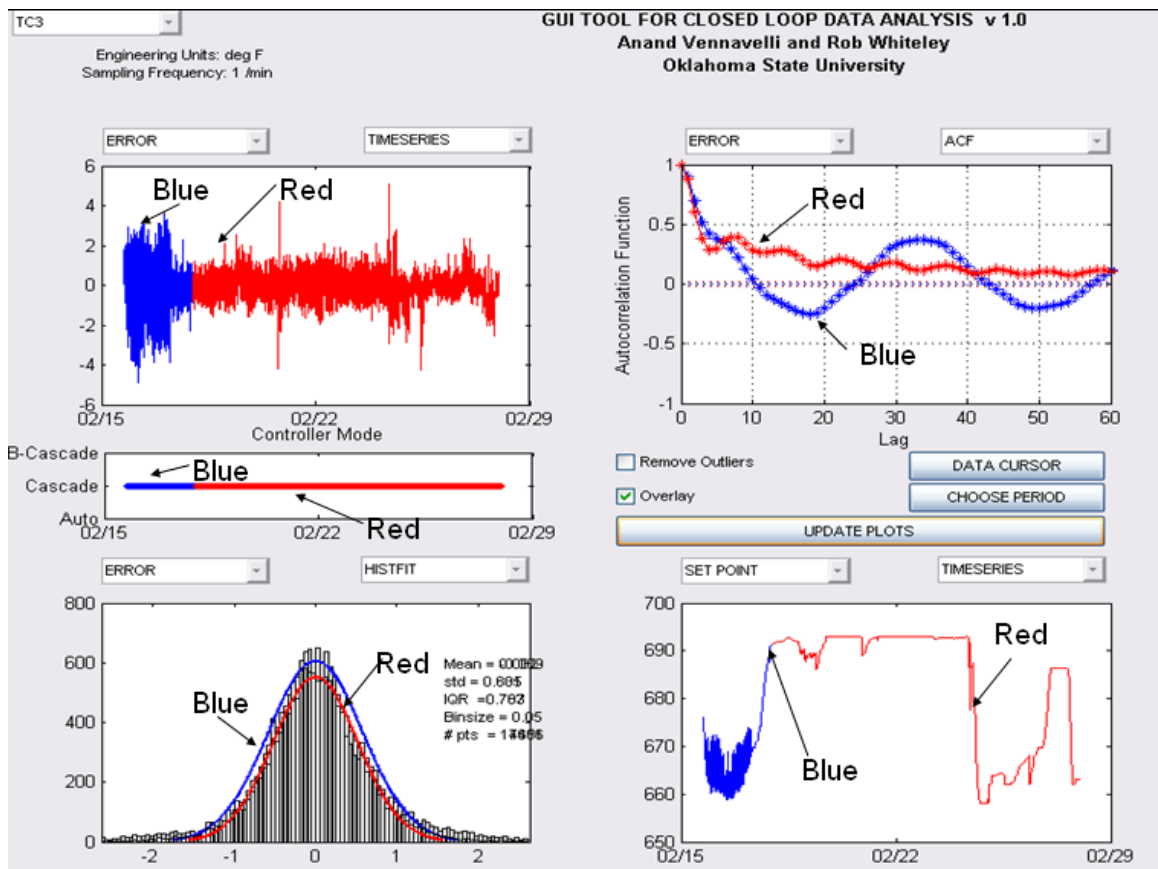 TC3
GUI TOOL FOR CLOSED LOOP DATA ANALYSIS v 1.0
Anand Vennavelli and Rob Whiteley
Oklahoma State University
Engineering Units: deg F
Sampling Frequency: 1 /min
ERROR
TIMESERIES
6
4
2
0
-2
-4
-6
Blue
Red
02/15
02/22
02/29
ERROR
ACF
Autocorrelation Function
1
0.5
0
-0.5
-1
Red
Blue
0
10
20
30
40
50
60
Lag
Controller Mode
B-Cascade
Cascade
Auto
Blue
Red
02/15
02/22
02/29
Remove Outliers
DATA CURSOR
Overlay
CHOOSE PERIOD
UPDATE PLOTS
ERROR
HISTFIT
800
600
400
200
0
Blue
Red
Mean =
std =
IQR =
Binsize = 0.05
# pts =
-2
-1
0
1
2
SET POINT
TIMESERIES
700
690
680
670
660
650
Red
Blue
02/15
02/22
02/29